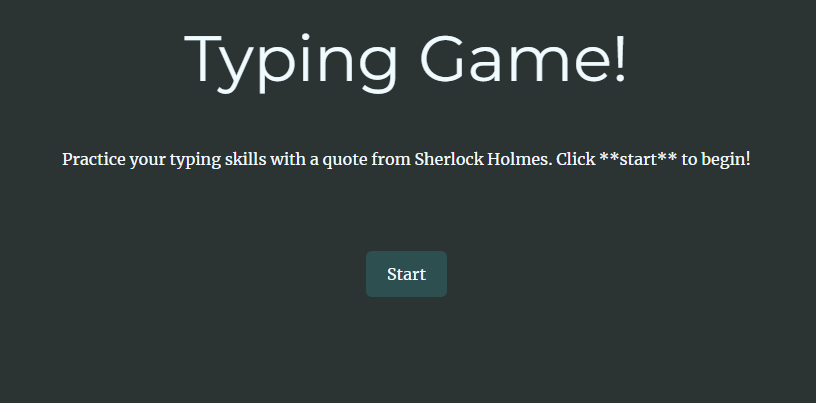 Typing Game!
Practice your typing skills with a quote from Sherlock Holmes. Click **start** to begin!
Start